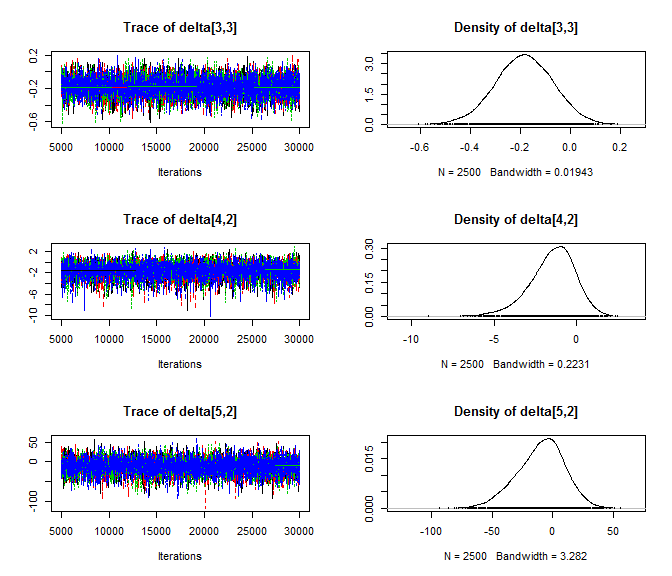 Trace of delta[3,3]
0.2
-0.2
-0.6
5000 10000 15000 20000 25000 30000
Iterations
Density of delta[3,3]
3.0
1.5
0.0
-0.6 -0.4 -0.2 0.0 0.2
N = 2500 Bandwidth = 0.01943
Trace of delta[4,2]
2
-2
-6
-10
5000 10000 15000 20000 25000 30000
Iterations
Density of delta[4,2]
0.30
0.15
0.00
-10 -5 0
N = 2500 Bandwidth = 0.2231
Trace of delta[5,2]
50
0
-100
5000 10000 15000 20000 25000 30000
Iterations
Density of delta[5,2]
0.015
0.000
-100 -50 0 50
N = 2500 Bandwidth = 3.282